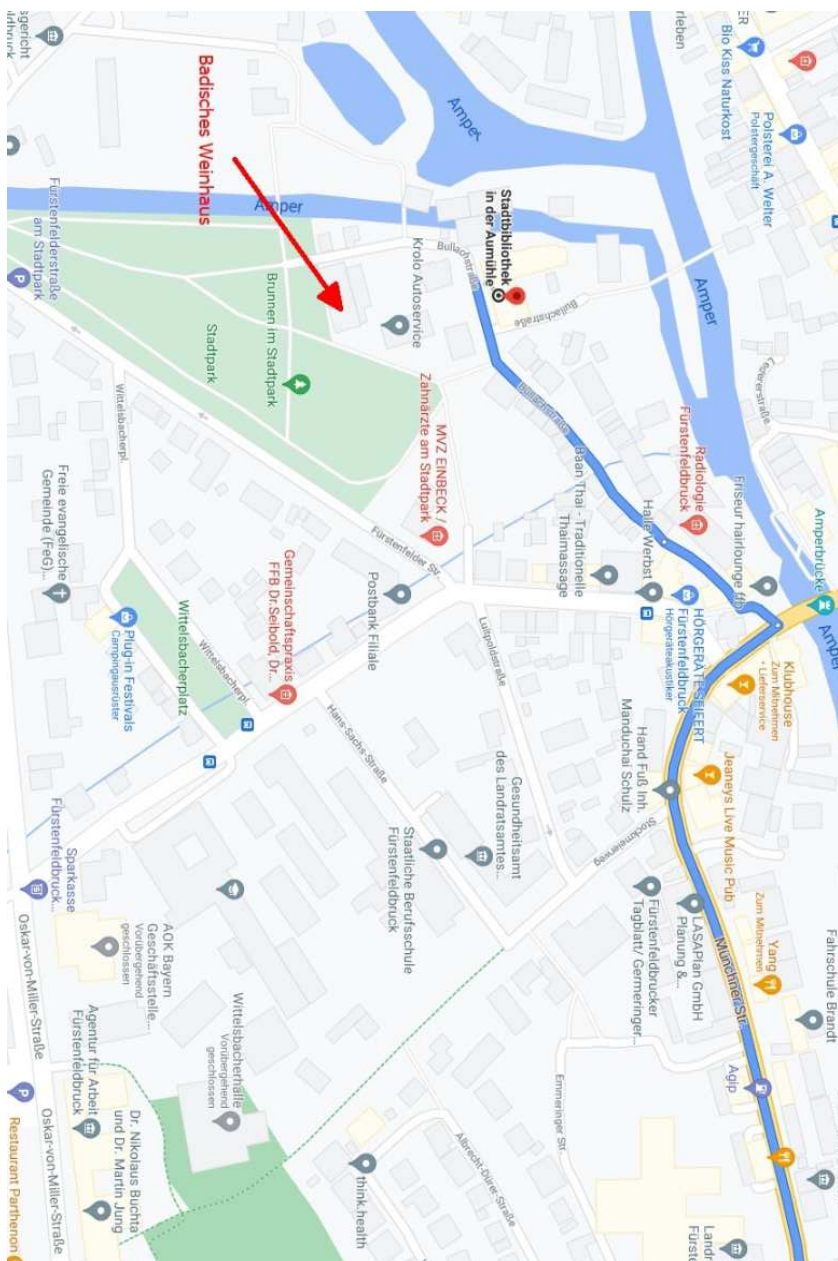 Fahrschule Brandt
Amperbrücke
Amper
Legererstraße
Klubhouse
Zum Mitnehmen
• Lieferservice
Yang
Zum Mitnehmen
Polsterei A. Welter
Polstergeschäft
Bio Kiss Naturkost
Amper
Friseur hairlounge ffb
Jeaneys Live Music Pub
Münchner Str.
Agip
Radiologie
Fürstenfeldbruck
HÖRGERÄTE SEIFERT
Fürstenfeldbruck
Hörgeräteakustiker
LASAPlan GmbH
Planung &...
Halle Werbst
Hand Fuß Inh.
Manduchai Schulz
Fürstenfeldbrucker
Tagblatt/ Germeringer...
Stockmeierweg
Baan Thai - Traditionelle
Thaimassage
Bullachstraße
Bullachstraße
Emmeringer Str.
Stadtbibliothek
in der Aumühle
Luitpoldstraße
Gesundheitsamt
des Landratsamtes...
Amper
Bullachstraße
Albrecht-Dürer-Straße
Krolo Autoservice
MVZ EINBECK /
Zahnärzte am Stadtpark
Fürstenfelder Str.
Staatliche Berufsschule
Fürstenfeldbruck
Postbank Filiale
Hans-Sachs-Straße
think.health
Amper
Brunnen im Stadtpark
Gemeinschaftspraxis
FFB Dr.Seibold, Dr...
Badisches Weinhaus
Stadtpark
Wittelsbacherpl.
Wittelsbacherplatz
Wittelsbacherhalle
Vorübergehend
geschlossen
Plug-in Festivals
Campingausrüster
Wittelsbacherpl.
AOK Bayern
Geschäftsstelle...
Vorübergehend
geschlossen
Dr. Nikolaus Buchta
und Dr. Martin Jung
Fürstenfelderstraße
am Stadtpark
Freie evangelische
Gemeinde (FeG)...
Sparkasse
Fürstenfeldbruck...
Agentur für Arbeit
Fürstenfeldbruck
Oskar-von-Miller-Straße
Oskar-von-Miller-Straße
Restaurant Parthenon